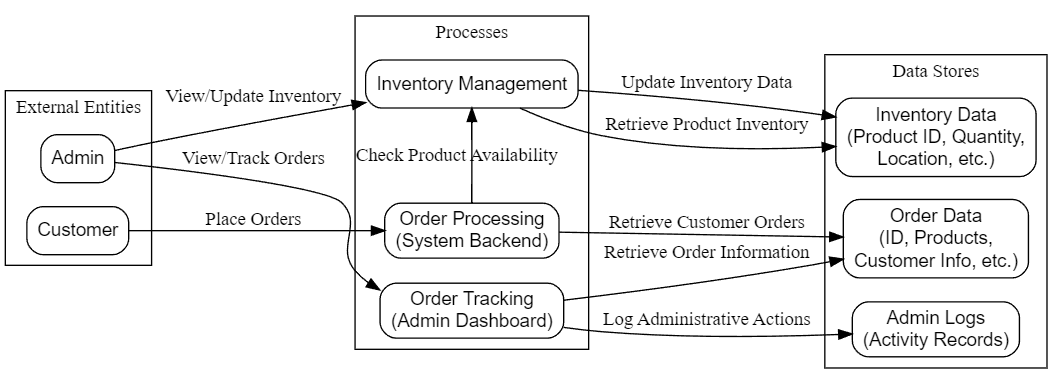 External Entities
Admin
Customer
View/Update Inventory
View/Track Orders
Place Orders
Processes
Inventory Management
Check Product Availability
Order Processing
(System Backend)
Order Tracking
(Admin Dashboard)
Update Inventory Data
Retrieve Product Inventory
Retrieve Customer Orders
Retrieve Order Information
Log Administrative Actions
Data Stores
Inventory Data
(Product ID, Quantity,
Location, etc.)
Order Data
(ID, Products,
Customer Info, etc.)
Admin Logs
(Activity Records)